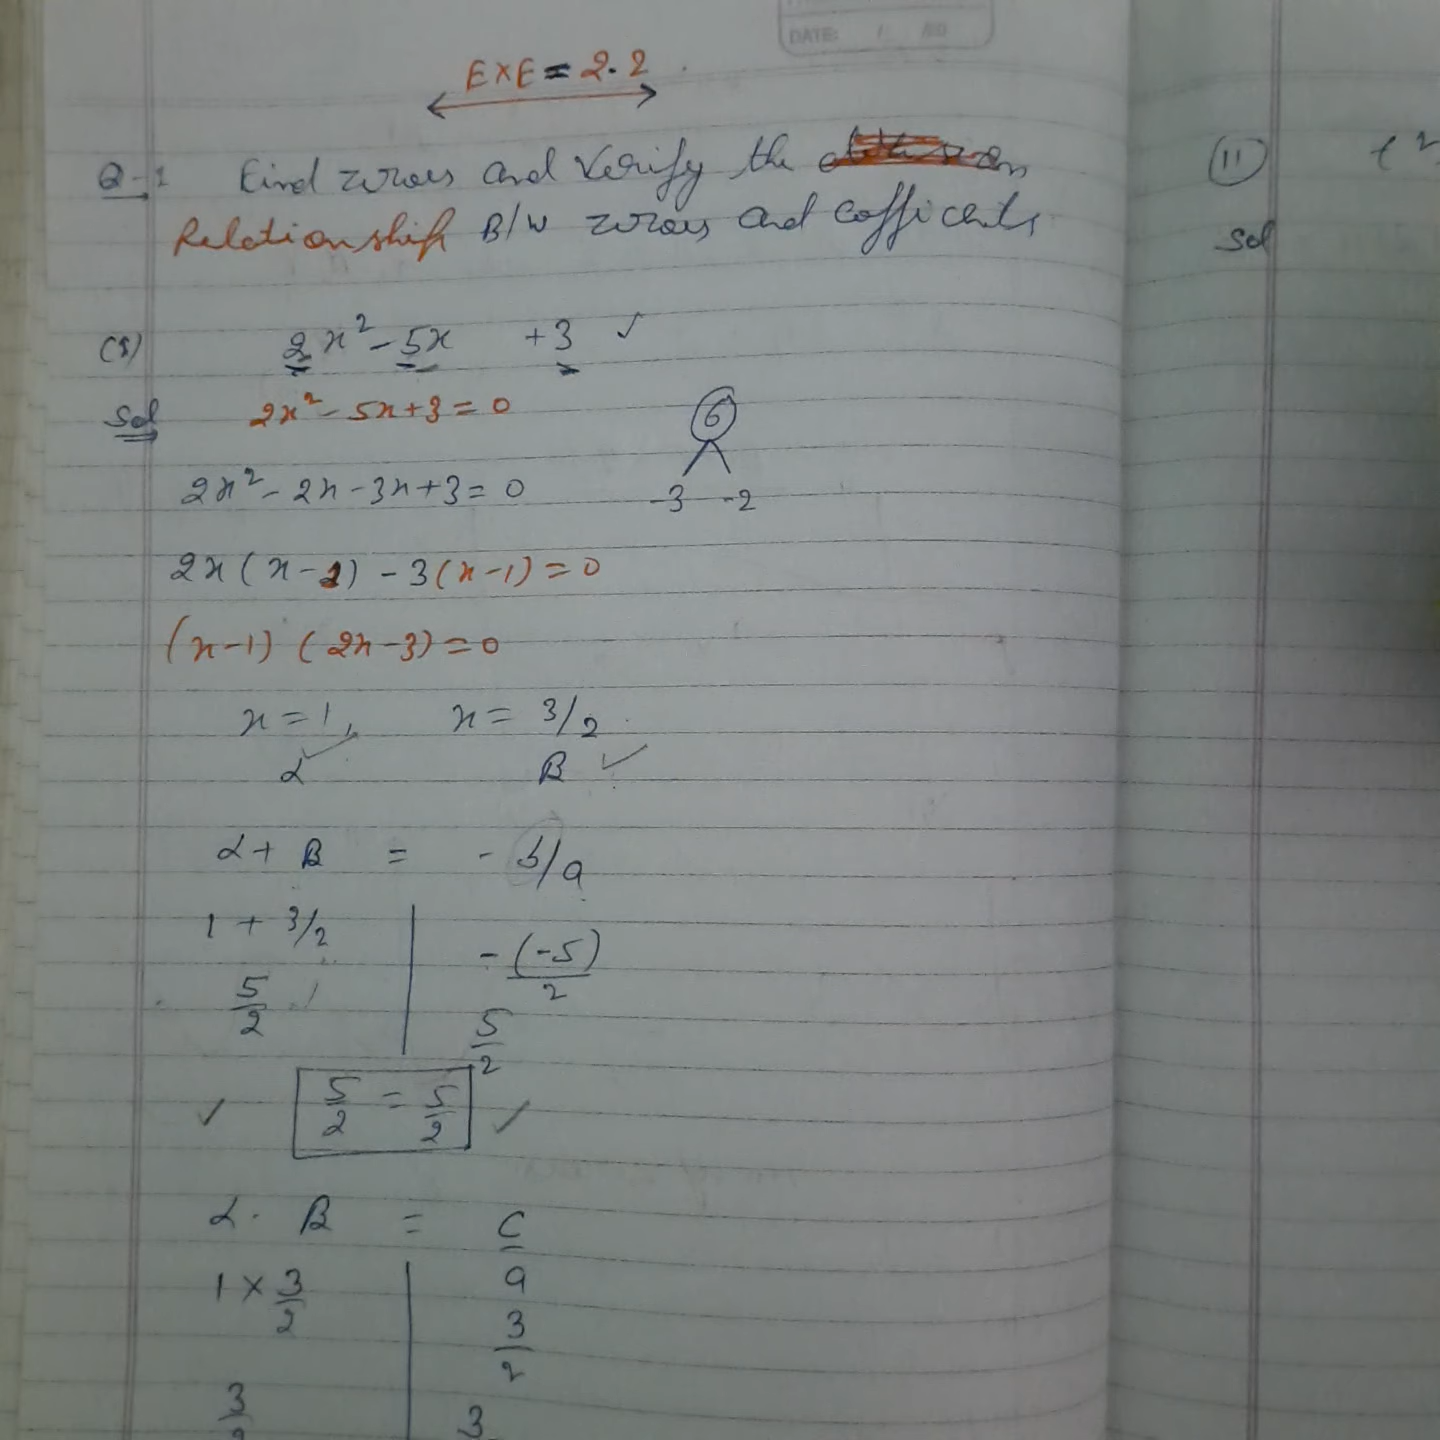 DATE: / /20
EXE = 2.2
Q-1 Find zeroes and Verify the
Relationship B/W zeroes and cofficents
(1) 2x² - 5x + 3 ✓
Sol 2x² - 5x + 3 = 0
6
2x² - 2x - 3x + 3 = 0 -3 -2
2x (x - 1) - 3 (x - 1) = 0
(x - 1) (2x - 3) = 0
x = 1, x = 3/2
α ✓ B ✓
α + B = - b/a
1 + 3/2 -(-5)/2
5/2 5/2
✓ 5/2 = 5/2 ✓
α . B = c/a
1 × 3/2 3/2
3 3
(11) t²
Sol